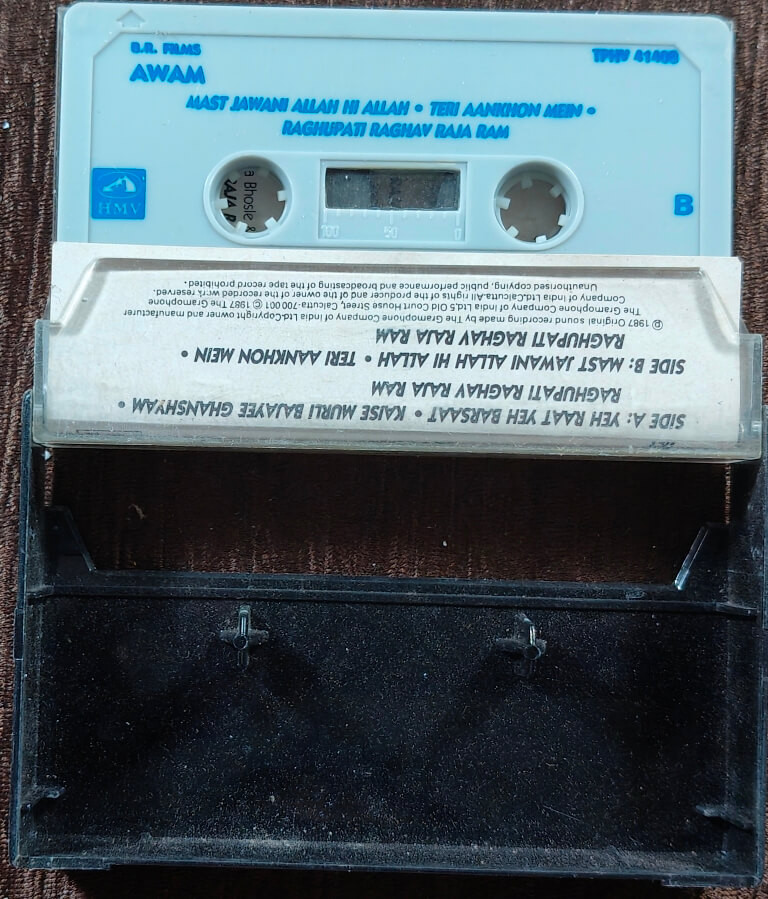 B.R. FILMS
TPHV 41408
AWAM
MAST JAWANI ALLAH HI ALLAH • TERI AANKHON MEIN •
RAGHUPATI RAGHAV RAJA RAM
a Bhosle &
HMV
100 50 0
B
SIDE A: YEH RAAT YEH BARSAAT • KAISE MURLI BAJAYEE GHANSHYAM •
RAGHUPATI RAGHAV RAJA RAM
SIDE B: MAST JAWANI ALLAH HI ALLAH • TERI AANKHON MEIN •
RAGHUPATI RAGHAV RAJA RAM
℗ 1987 Original sound recording made by The Gramophone Company of India Ltd.Copyright owner and manufacturer
The Gramophone Company of India Ltd.5, Old Court House Street, Calcutta-700 001 © 1987 The Gramophone
Company of India Ltd.Calcutta.All rights of the producer and of the owner of the recorded work reserved.
Unauthorised copying, public performance and broadcasting of the tape record prohibited •